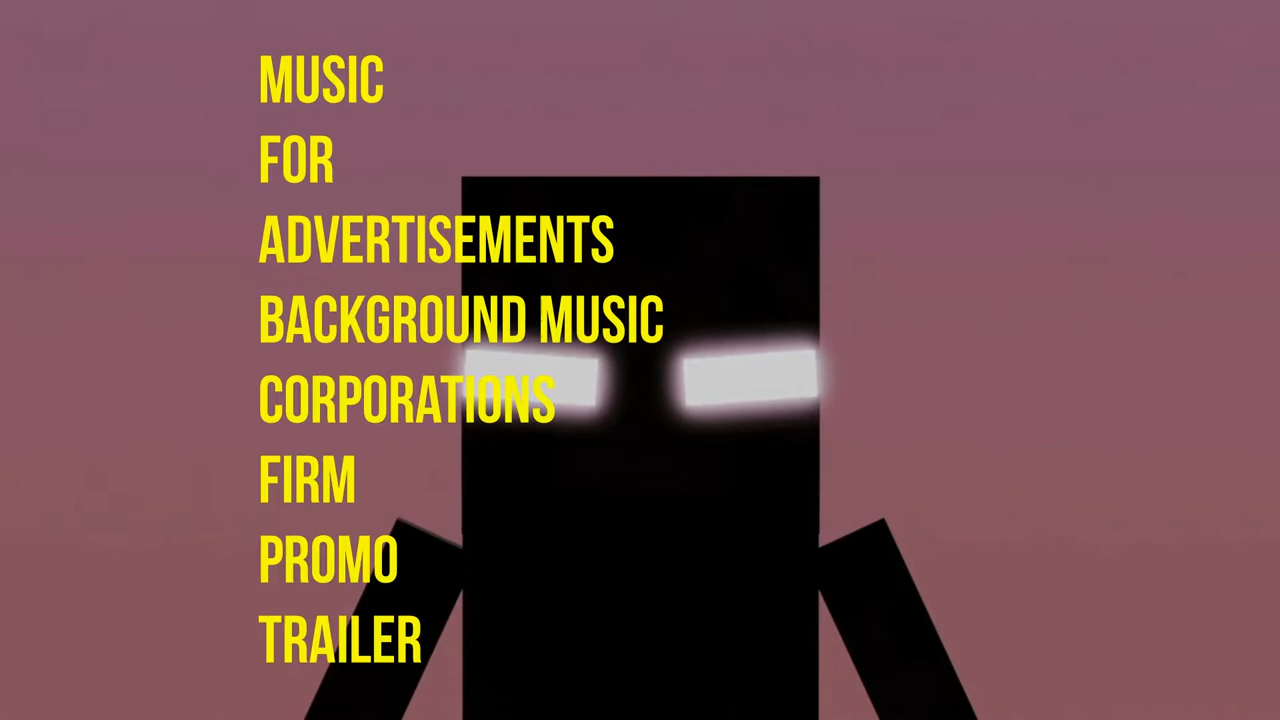 MUSIC
FOR
ADVERTISEMENTS
BACKGROUND MUSIC
CORPORATIONS
FIRM
PROMO
TRAILER